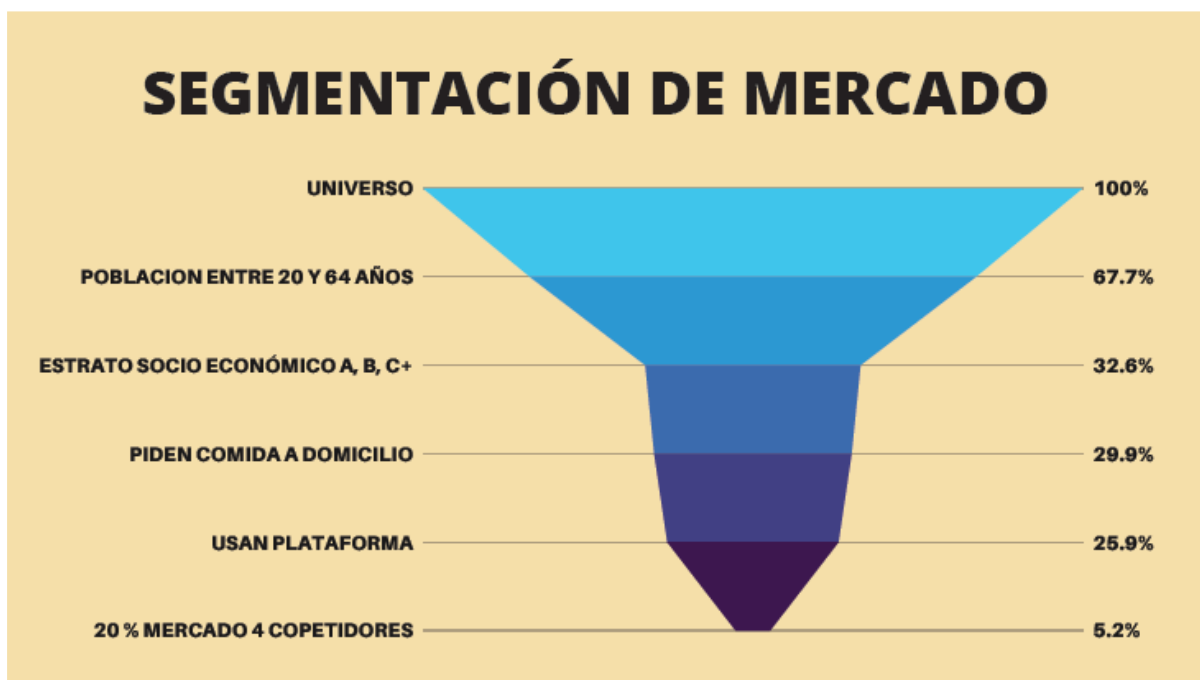 SEGMENTACIÓN DE MERCADO
UNIVERSO 100%
POBLACION ENTRE 20 Y 64 AÑOS 67.7%
ESTRATO SOCIO ECONÓMICO A, B, C+ 32.6%
PIDEN COMIDA A DOMICILIO 29.9%
USAN PLATAFORMA 25.9%
20 % MERCADO 4 COPETIDORES 5.2%